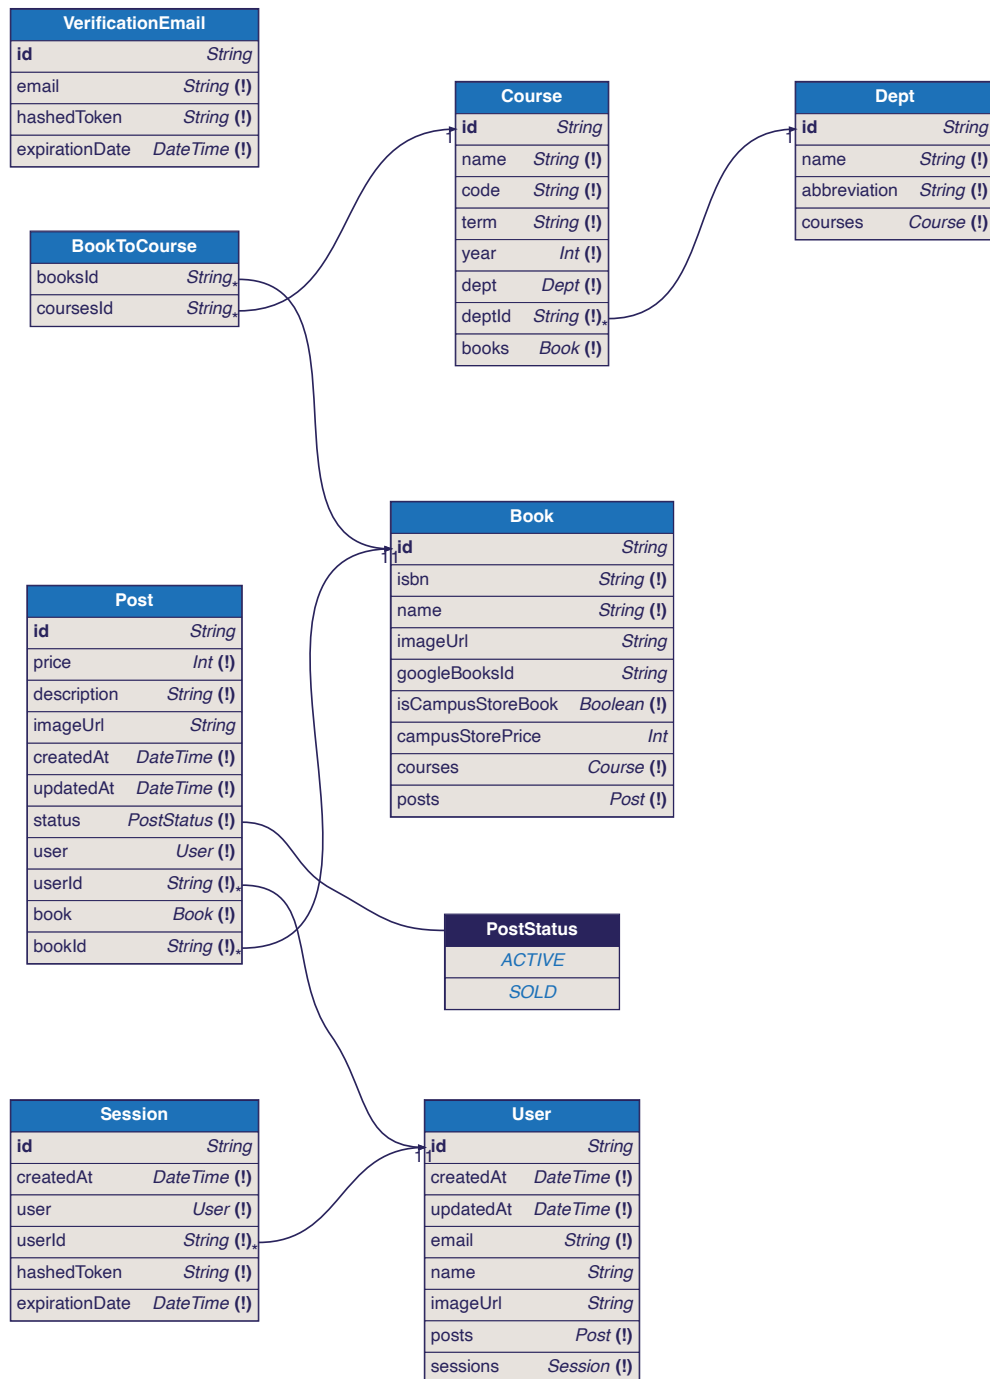 VerificationEmail
id String
email String (!)
hashedToken String (!)
expirationDate DateTime (!)
Course
id String
name String (!)
code String (!)
term String (!)
year Int (!)
dept Dept (!)
deptId String (!)*
books Book (!)
1
Dept
id String
name String (!)
abbreviation String (!)
courses Course (!)
1
BookToCourse
booksId String*
coursesId String*
Book
id String
isbn String (!)
name String (!)
imageUrl String
googleBooksId String
isCampusStoreBook Boolean (!)
campusStorePrice Int
courses Course (!)
posts Post (!)
11
Post
id String
price Int (!)
description String (!)
imageUrl String
createdAt DateTime (!)
updatedAt DateTime (!)
status PostStatus (!)
user User (!)
userId String (!)*
book Book (!)
bookId String (!)*
PostStatus
ACTIVE
SOLD
Session
id String
createdAt DateTime (!)
user User (!)
userId String (!)*
hashedToken String (!)
expirationDate DateTime (!)
User
id String
createdAt DateTime (!)
updatedAt DateTime (!)
email String (!)
name String
imageUrl String
posts Post (!)
sessions Session (!)
11